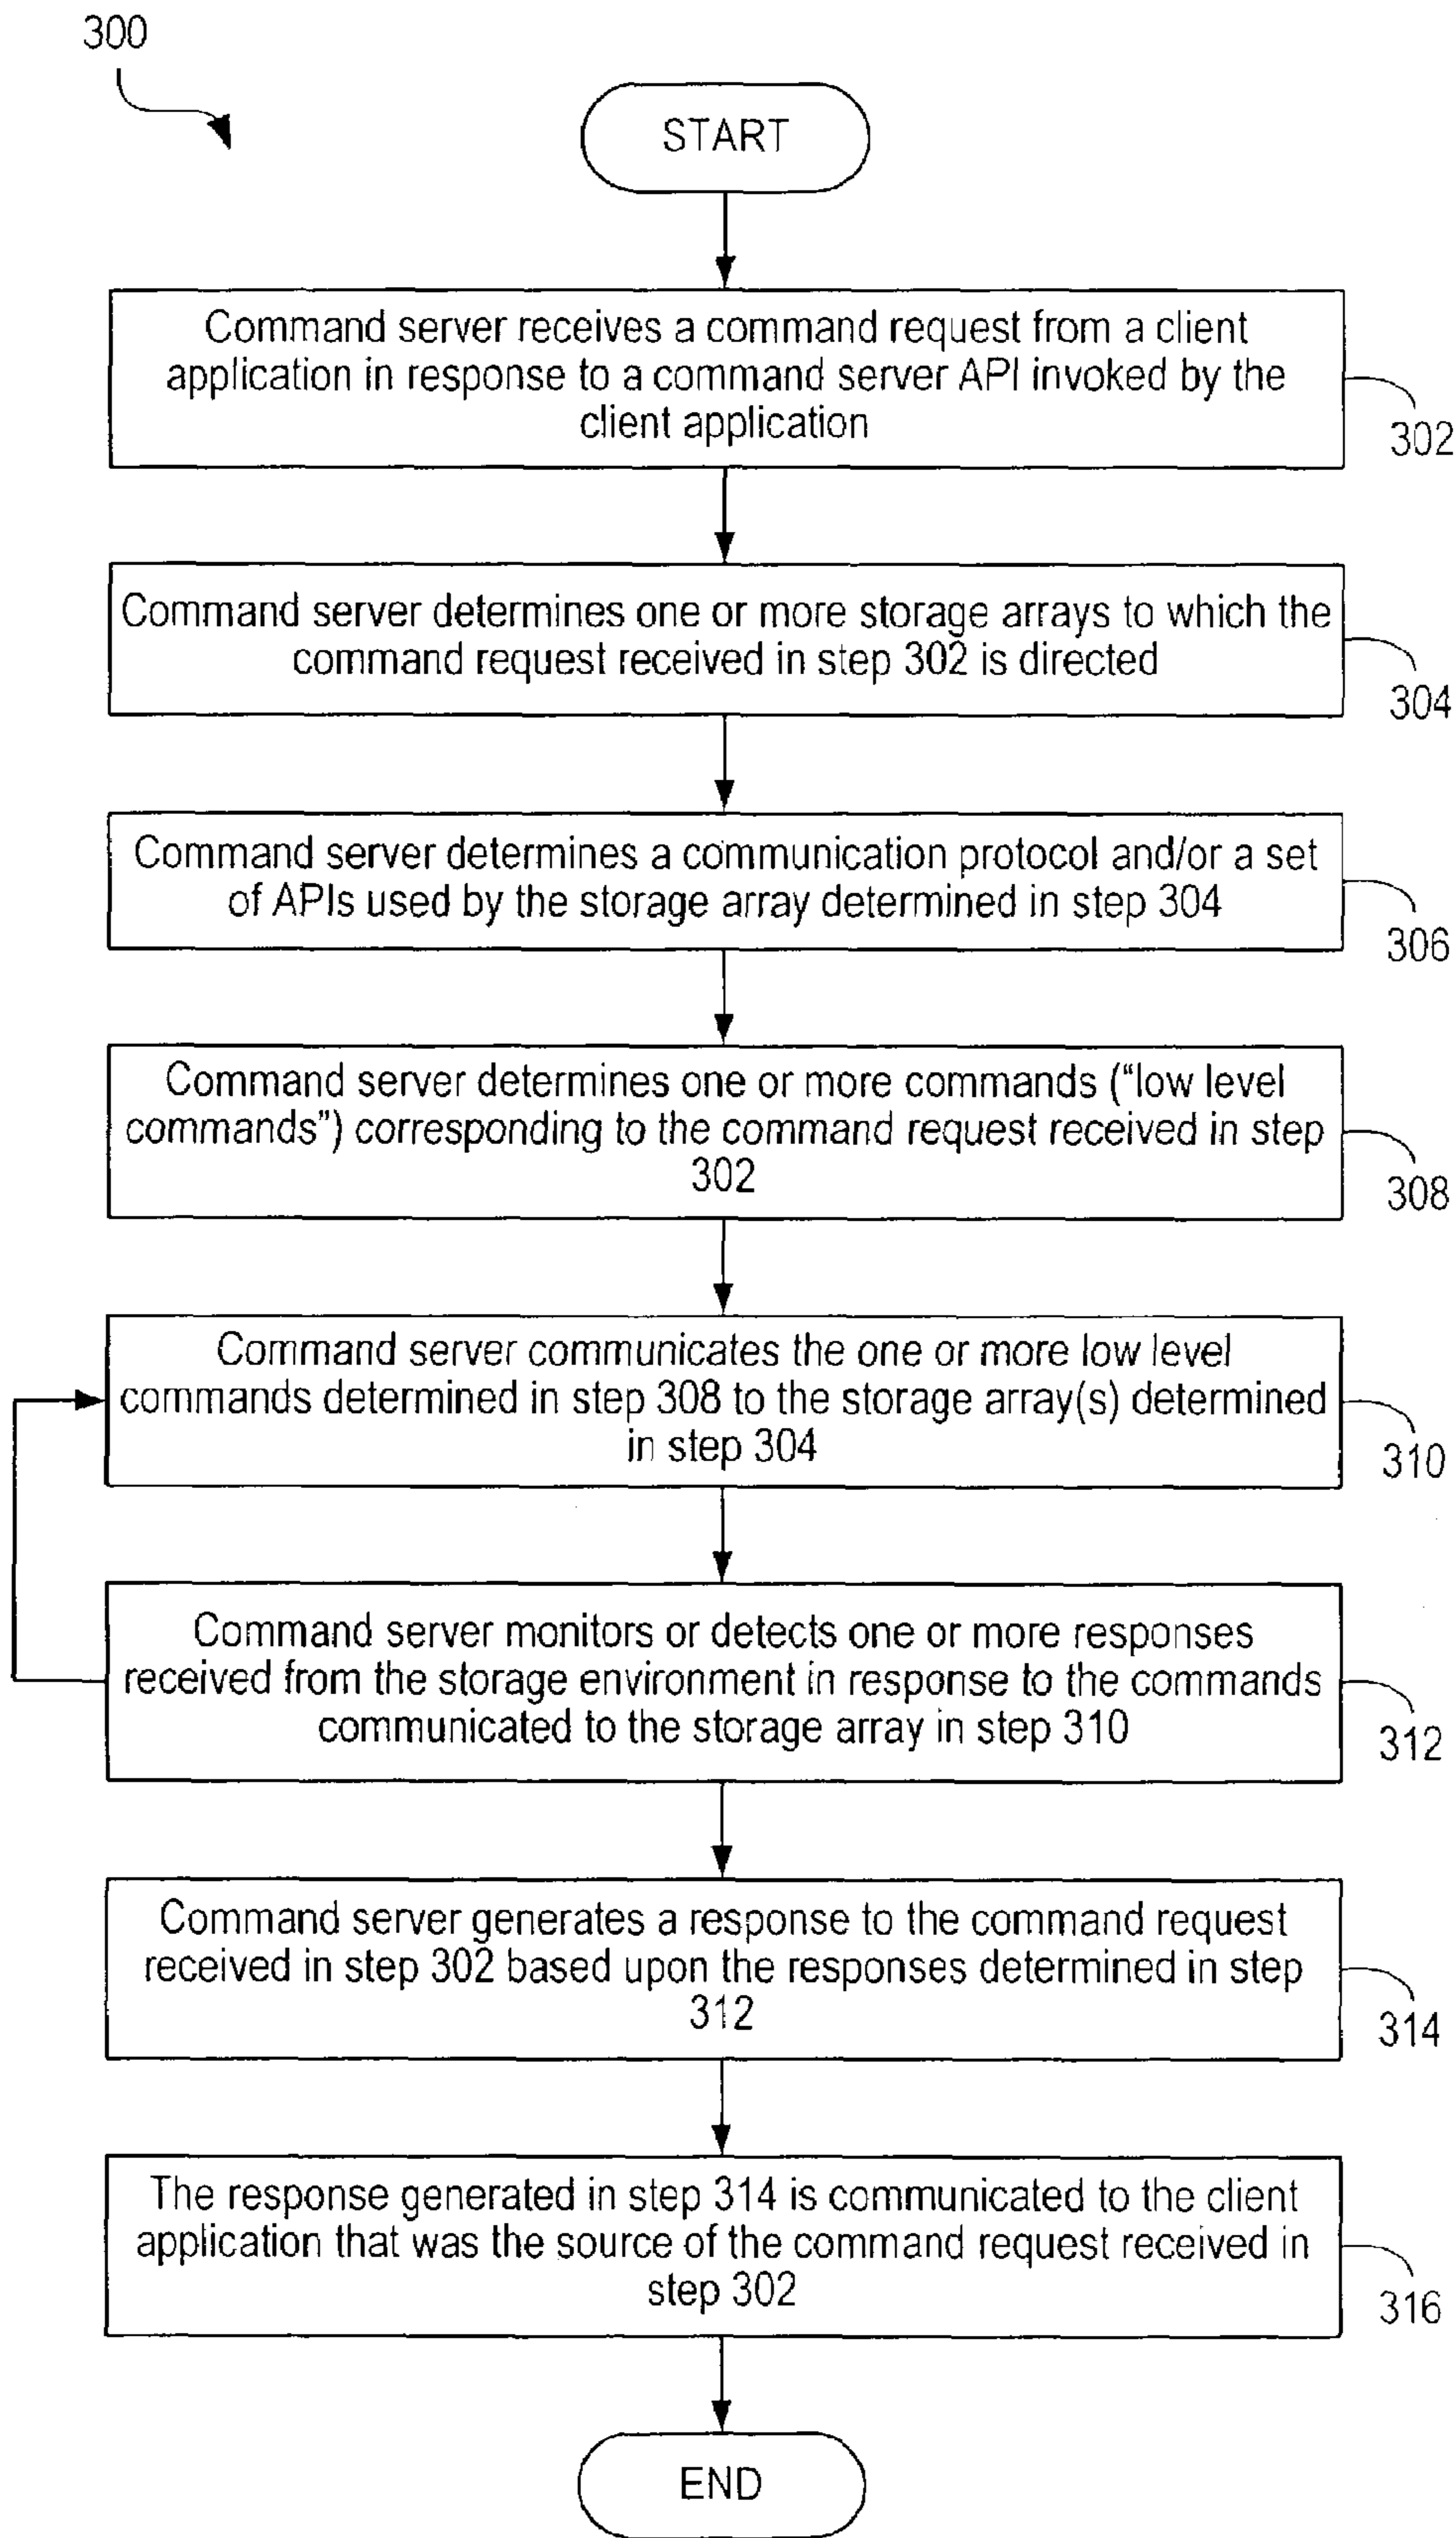 300
START
Command server receives a command request from a client
application in response to a command server API invoked by the
client application
302
Command server determines one or more storage arrays to which the
command request received in step 302 is directed
304
Command server determines a communication protocol and/or a set
of APIs used by the storage array determined in step 304
306
Command server determines one or more commands (“low level
commands”) corresponding to the command request received in step
302
308
Command server communicates the one or more low level
commands determined in step 308 to the storage array(s) determined
in step 304
310
Command server monitors or detects one or more responses
received from the storage environment in response to the commands
communicated to the storage array in step 310
312
Command server generates a response to the command request
received in step 302 based upon the responses determined in step
312
314
The response generated in step 314 is communicated to the client
application that was the source of the command request received in
step 302
316
END